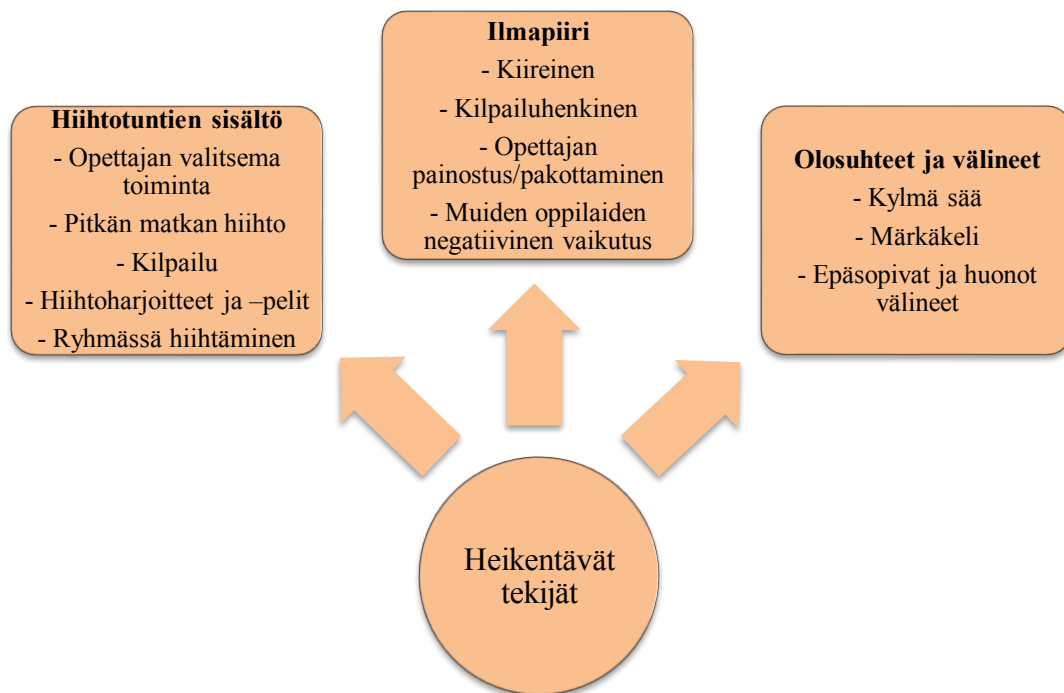 Ilmapiiri
- Kiireinen
- Kilpailuhenkinen
- Opettajan
painostus/pakottaminen
- Muiden oppilaiden
negatiivinen vaikutus
Hiihtotuntien sisältö
- Opettajan valitsema
toiminta
- Pitkän matkan hiihto
- Kilpailu
- Hiihtoharjoitteet ja –pelit
- Ryhmässä hiihtäminen
Olosuhteet ja välineet
- Kylmä sää
- Märkäkeli
- Epäsopivat ja huonot
välineet
Heikentävät
tekijät